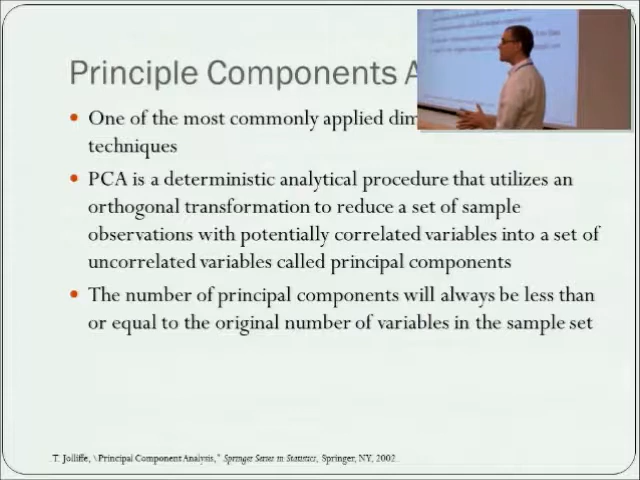 Principle Components A
One of the most commonly applied dim
techniques
PCA is a deterministic analytical procedure that utilizes an
orthogonal transformation to reduce a set of sample
observations with potentially correlated variables into a set of
uncorrelated variables called principal components
The number of principal components will always be less than
or equal to the original number of variables in the sample set
T. Jolliffe, \Principal Component Analysis," Springer Series in Statistics, Springer, NY, 2002.